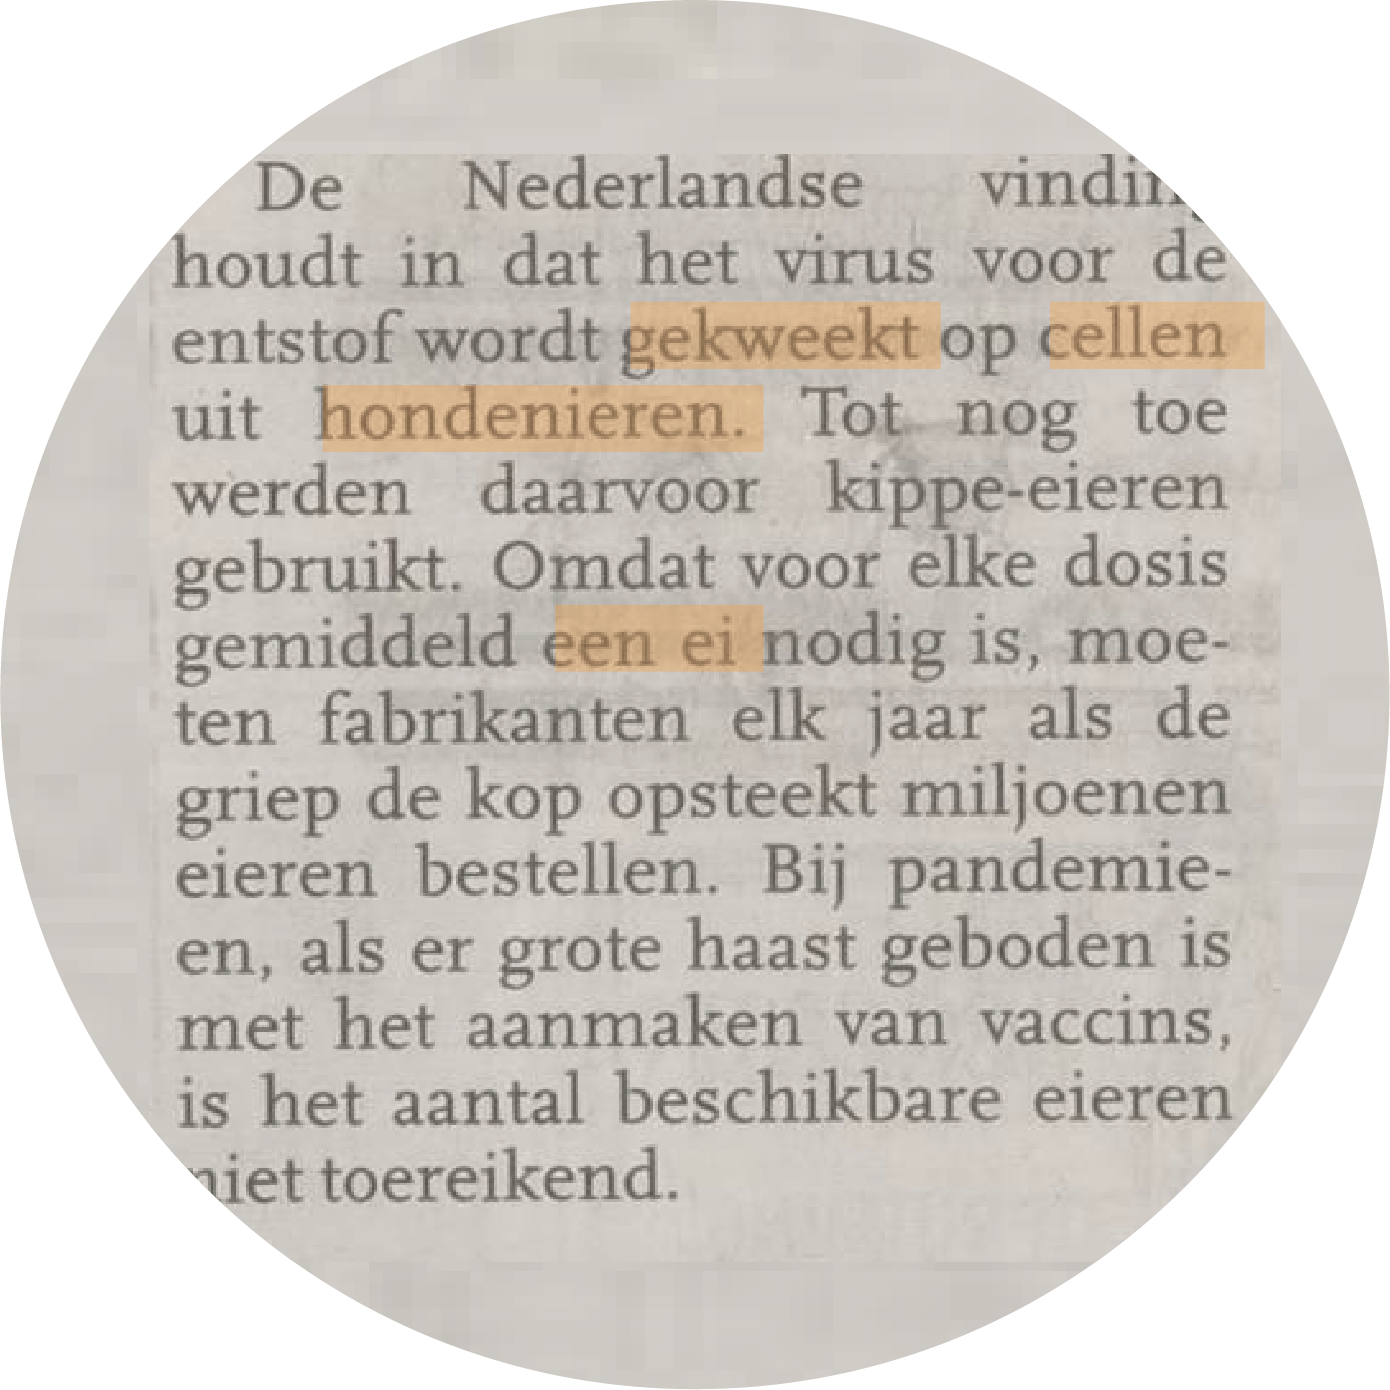 De Nederlandse vindin
houdt in dat het virus voor de
entstof wordt gekweekt op cellen
uit hondenieren. Tot nog toe
werden daarvoor kippe-eieren
gebruikt. Omdat voor elke dosis
gemiddeld een ei nodig is, moe-
ten fabrikanten elk jaar als de
griep de kop opsteekt miljoenen
eieren bestellen. Bij pandemie-
en, als er grote haast geboden is
met het aanmaken van vaccins,
is het aantal beschikbare eieren
niet toereikend.